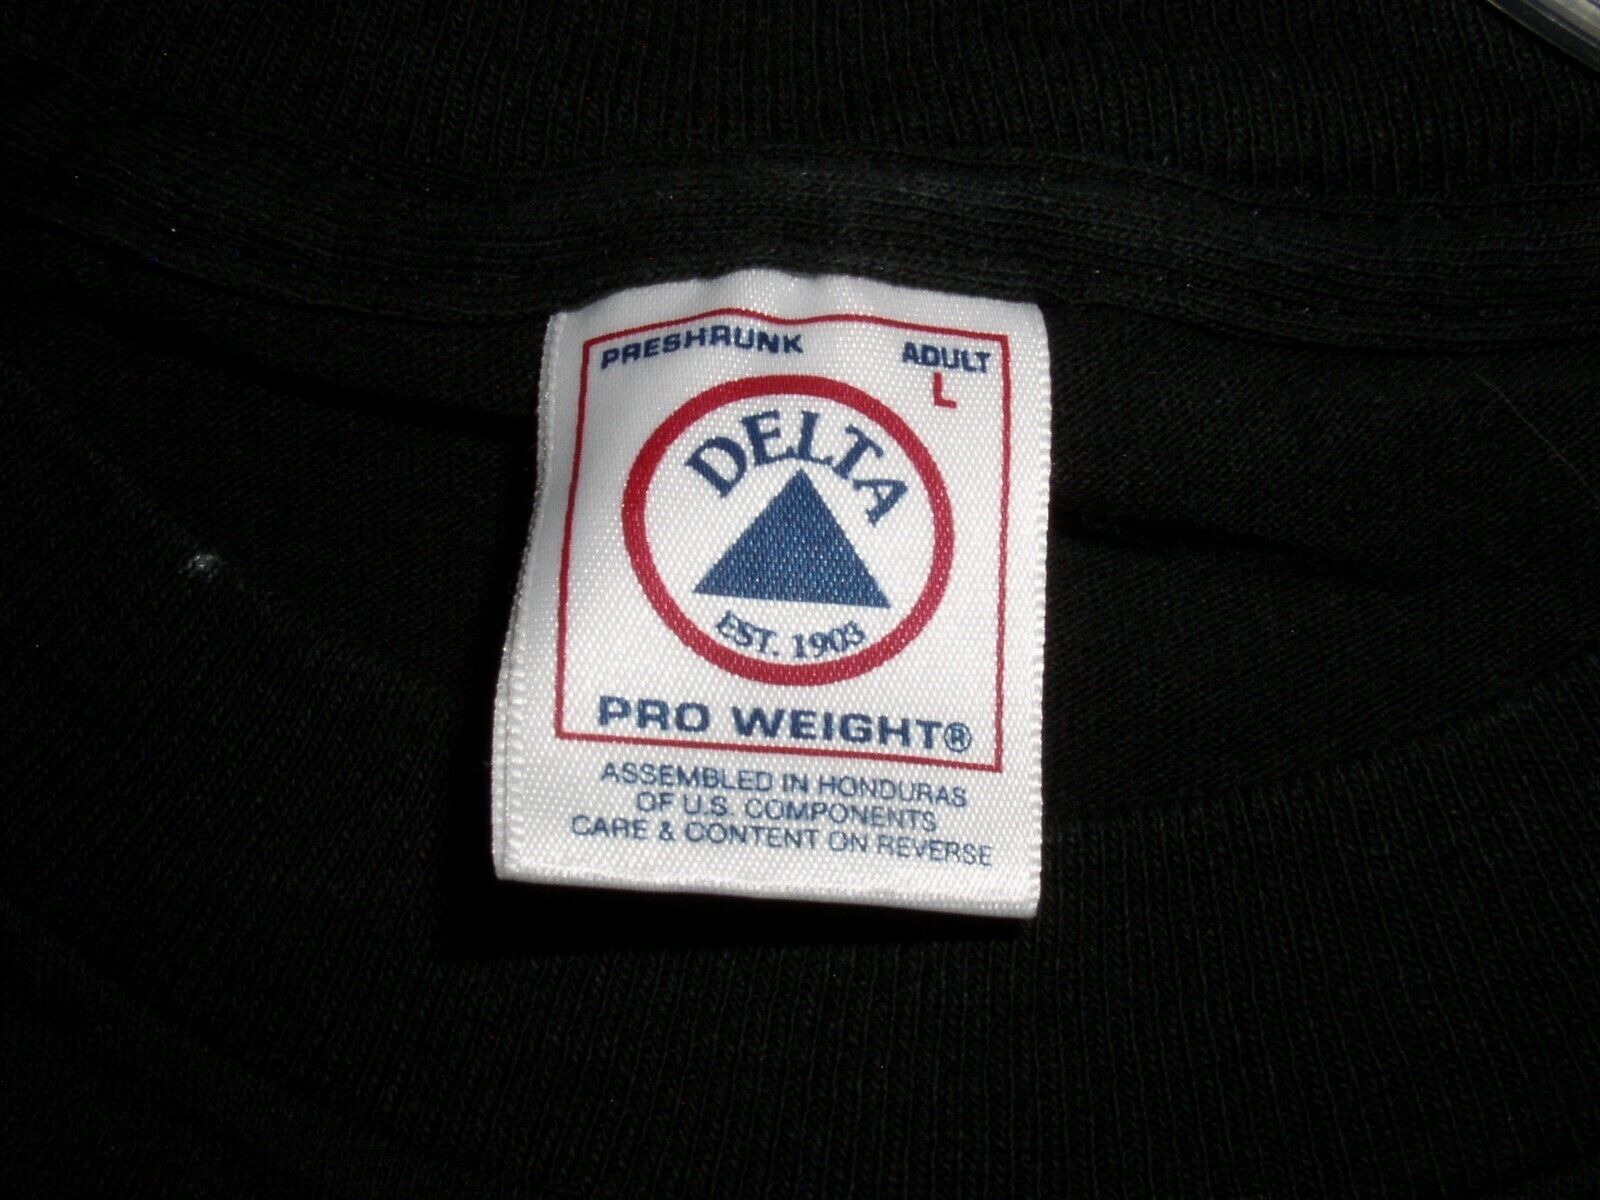 PRESHRUNK ADULT
L
DELTA
EST. 1903
PRO WEIGHT®
ASSEMBLED IN HONDURAS
OF U.S. COMPONENTS
CARE & CONTENT ON REVERSE